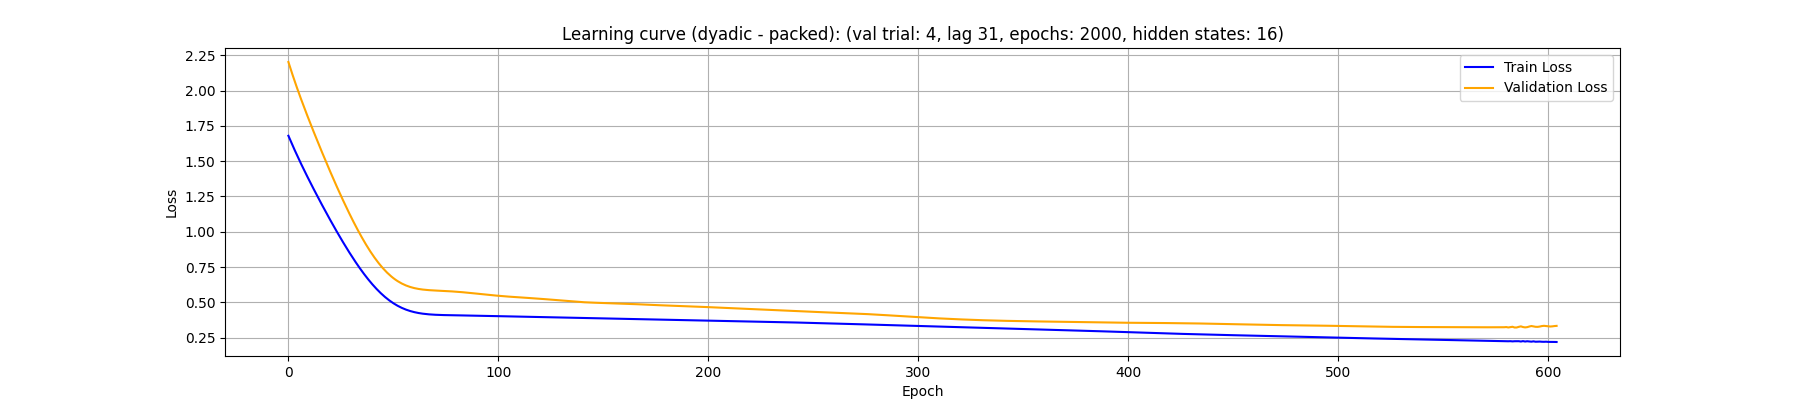 Learning curve (dyadic - packed): (val trial: 4, lag 31, epochs: 2000, hidden states: 16)
Train Loss
Validation Loss
2.25
2.00
1.75
1.50
1.25
1.00
0.75
0.50
0.25
Loss
0 100 200 300 400 500 600
Epoch